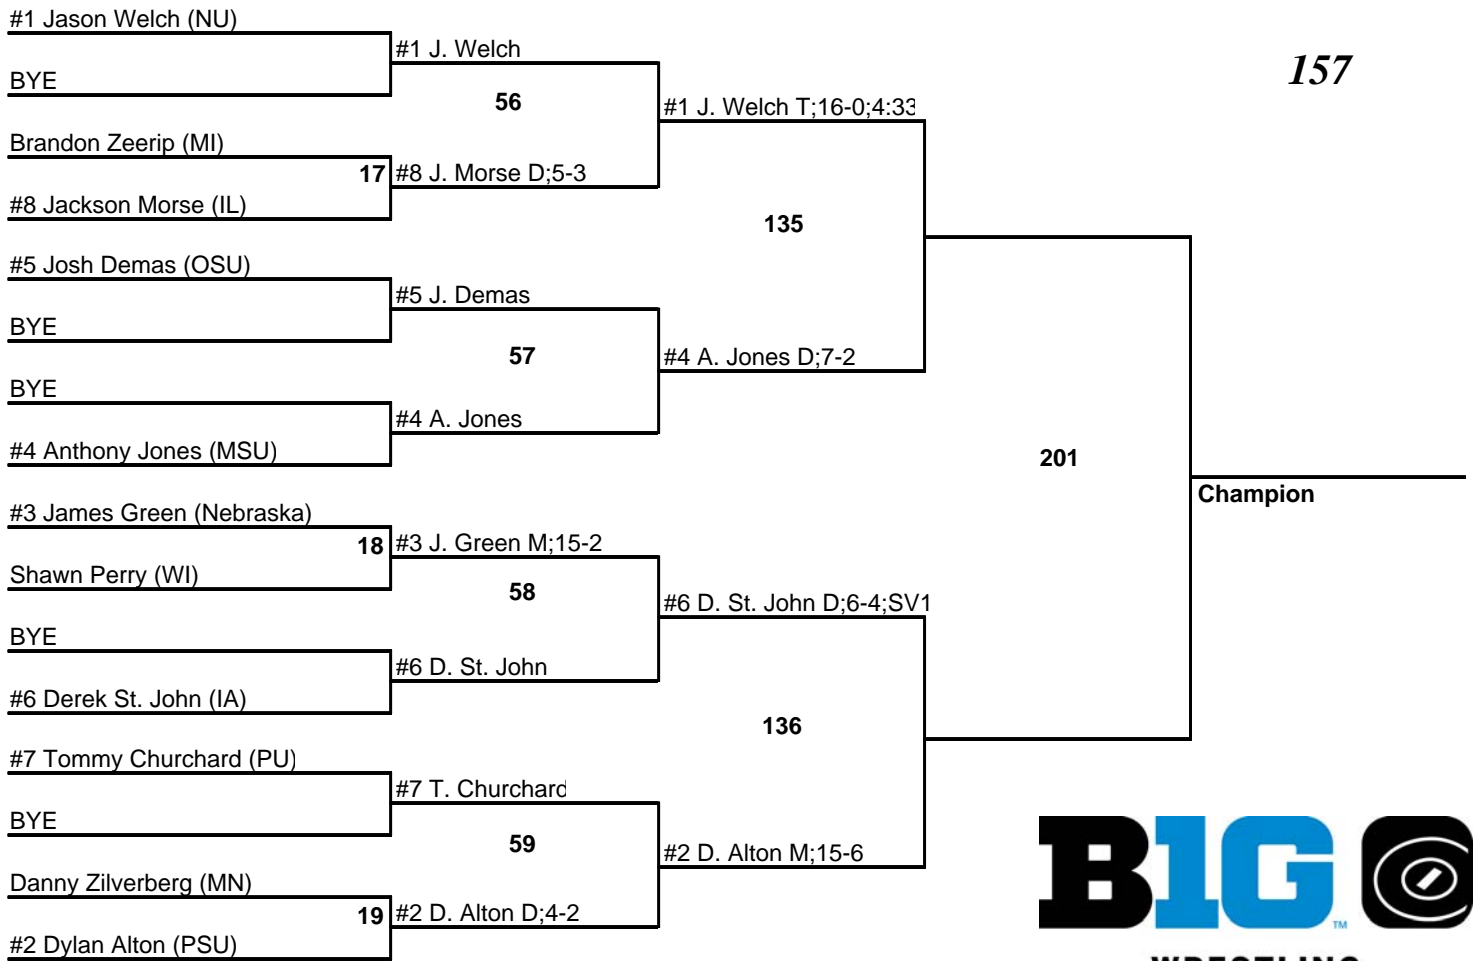 #1 Jason Welch (NU)
#1 J. Welch
157
BYE
56
#1 J. Welch T;16-0;4:33
Brandon Zeerip (MI)
17
#8 J. Morse D;5-3
#8 Jackson Morse (IL)
135
#5 Josh Demas (OSU)
#5 J. Demas
BYE
57
#4 A. Jones D;7-2
BYE
#4 A. Jones
#4 Anthony Jones (MSU)
201
Champion
#3 James Green (Nebraska)
18
#3 J. Green M;15-2
Shawn Perry (WI)
58
#6 D. St. John D;6-4;SV1
BYE
#6 D. St. John
#6 Derek St. John (IA)
136
#7 Tommy Churchard (PU)
#7 T. Churchard
BYE
59
#2 D. Alton M;15-6
Danny Zilverberg (MN)
19
#2 D. Alton D;4-2
#2 Dylan Alton (PSU)
B1G
TM
WRESTLING